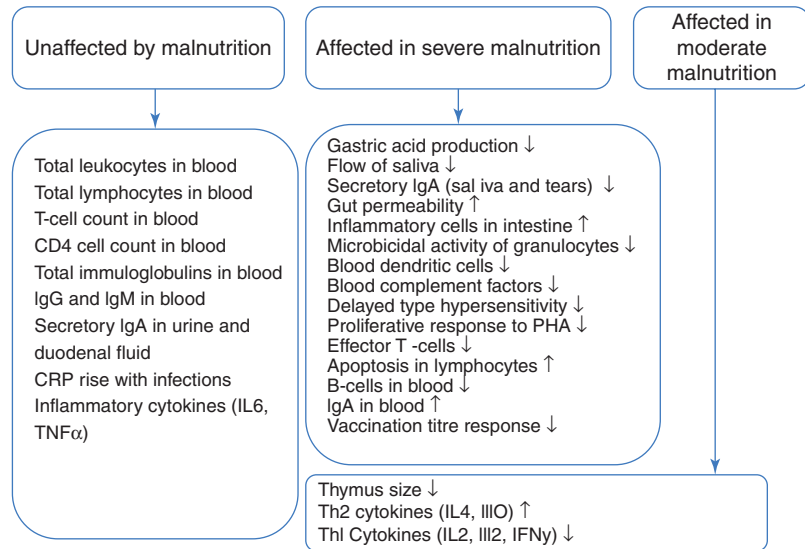 Unaffected by malnutrition
Affected in severe malnutrition
Affected in
moderate
malnutrition
Total leukocytes in blood
Total lymphocytes in blood
T-cell count in blood
CD4 cell count in blood
Total immuloglobulins in blood
IgG and IgM in blood
Secretory IgA in urine and
duodenal fluid
CRP rise with infections
Inflammatory cytokines (IL6,
TNFα)
Gastric acid production ↓
Flow of saliva ↓
Secretory IgA (sal iva and tears) ↓
Gut permeability ↑
Inflammatory cells in intestine ↑
Microbicidal activity of granulocytes ↓
Blood dendritic cells ↓
Blood complement factors ↓
Delayed type hypersensitivity ↓
Proliferative response to PHA ↓
Effector T -cells ↓
Apoptosis in lymphocytes ↑
B-cells in blood ↓
IgA in blood ↑
Vaccination titre response ↓
Thymus size ↓
Th2 cytokines (IL4, IllO) ↑
Thl Cytokines (IL2, Ill2, IFNy) ↓